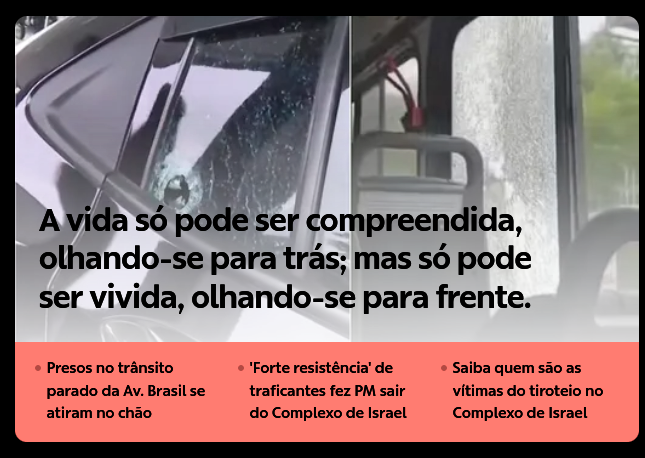 A vida só pode ser compreendida,
olhando-se para trás; mas só pode
ser vivida, olhando-se para frente.
Presos no trânsito
parado da Av. Brasil se
atiram no chão
'Forte resistência' de
traficantes fez PM sair
do Complexo de Israel
Saiba quem são as
vítimas do tiroteio no
Complexo de Israel